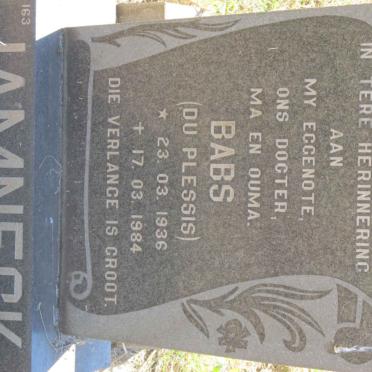 IN TERE HERINNERING
AAN
MY EGGENOTE,
ONS DOGTER,
MA EN OUMA.
BABS
(DU PLESSIS)
★ 23. 03. 1936
✝ 17. 03. 1984
DIE VERLANGE IS GROOT.
JAMNECK
163